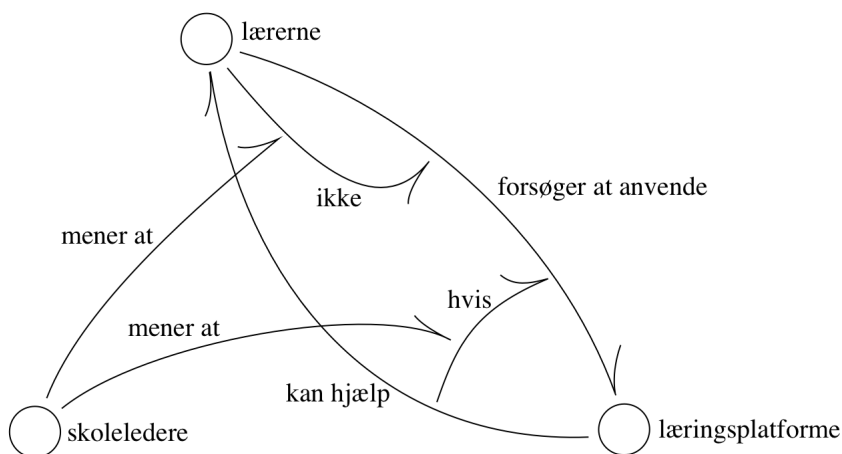 lærerne
forsøger at anvende
ikke
mener at
hvis
mener at
kan hjælp
skoleledere
læringsplatforme